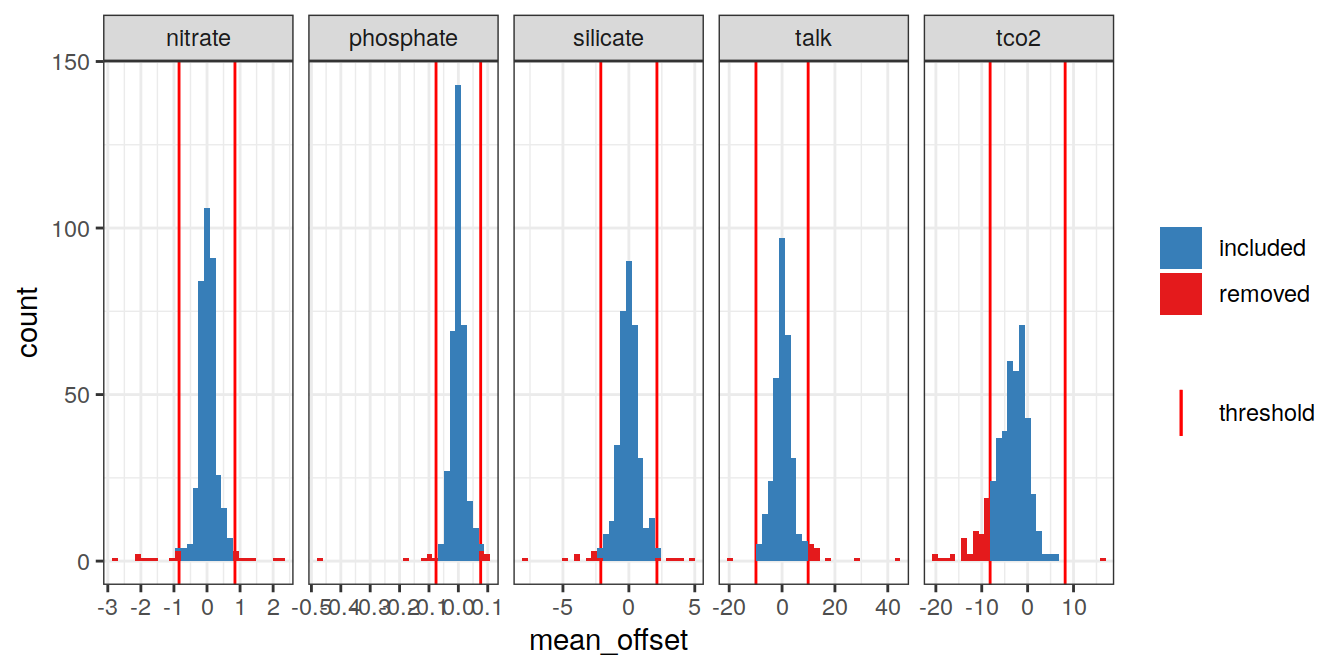 nitrate phosphate silicate talk tco2
150
100
50
0
count
-3 -2 -1 0 1 2 -0.5 -0.4 -0.3 -0.2 -0.1 0.0 0.1 -5 0 5 -20 0 20 40 -20 -10 0 10
mean_offset
included
removed
threshold